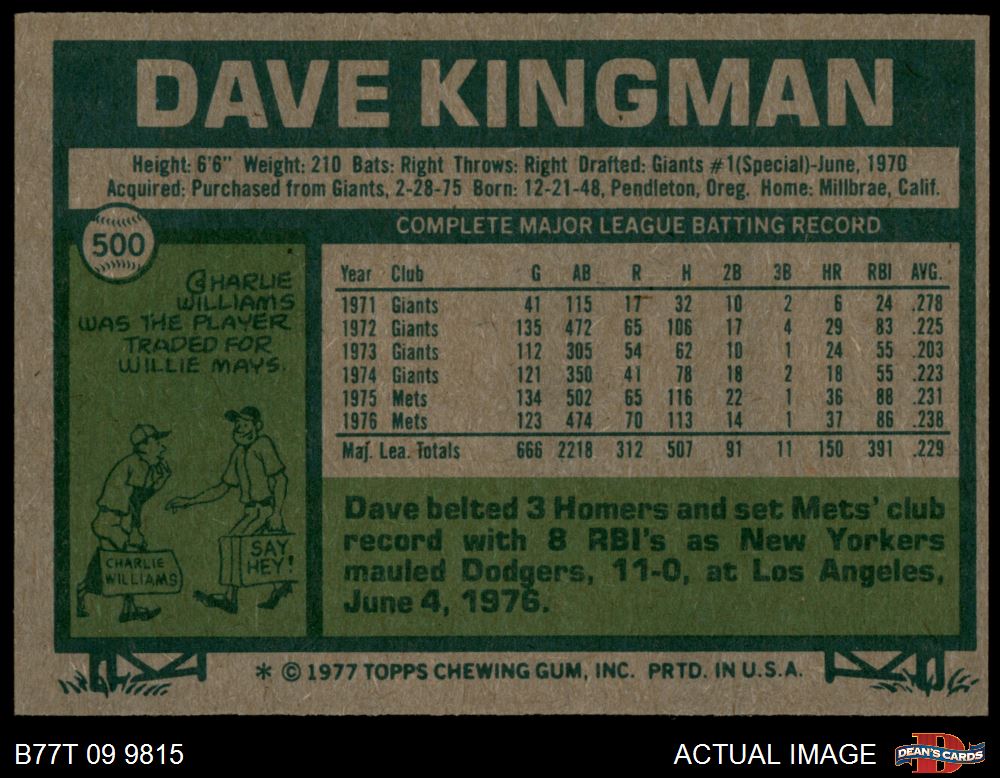 DAVE KINGMAN
Height: 6'6" Weight: 210 Bats: Right Throws: Right Drafted: Giants #1(Special)-June, 1970
Acquired: Purchased from Giants, 2-28-75 Born: 12-21-48, Pendleton, Oreg. Home: Millbrae, Calif.
500
CHARLIE
WILLIAMS
WAS THE PLAYER
TRADED FOR
WILLIE MAYS.
CHARLIE
WILLIAMS
SAY
HEY!
COMPLETE MAJOR LEAGUE BATTING RECORD
Year Club G AB R H 2B 3B HR RBI AVG.
1971 Giants 41 115 17 32 10 2 6 24 .278
1972 Giants 135 472 65 106 17 4 29 83 .225
1973 Giants 112 305 54 62 10 1 24 55 .203
1974 Giants 121 350 41 78 18 2 18 55 .223
1975 Mets 134 502 65 116 22 1 36 88 .231
1976 Mets 123 474 70 113 14 1 37 86 .238
Maj. Lea. Totals 666 2218 312 507 91 11 150 391 .229
Dave belted 3 Homers and set Mets' club
record with 8 RBI's as New Yorkers
mauled Dodgers, 11-0, at Los Angeles,
June 4, 1976.
* © 1977 TOPPS CHEWING GUM, INC. PRTD. IN U.S.A.
B77T 09 9815
ACTUAL IMAGE
D
DEAN'S CARDS